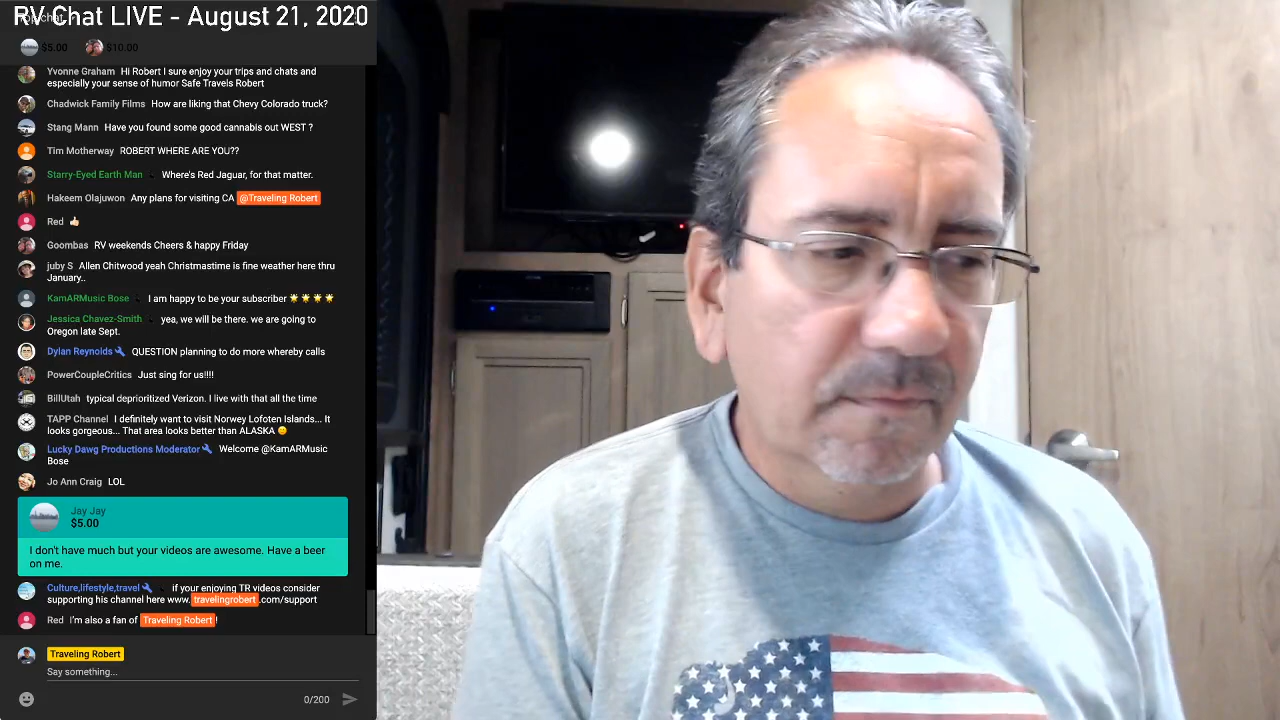 RV Chat LIVE - August 21, 2020
$5.00 $10.00
Yvonne Graham Hi Robert I sure enjoy your trips and chats and
especially your sense of humor Safe Travels Robert
Chadwick Family Films How are liking that Chevy Colorado truck?
Stang Mann Have you found some good cannabis out WEST ?
Tim Motherway ROBERT WHERE ARE YOU??
Starry-Eyed Earth Man Where's Red Jaguar, for that matter.
Hakeem Olajuwon Any plans for visiting CA @Traveling Robert
Red 👍🏻
Goombas RV weekends Cheers & happy Friday
juby S Allen Chitwood yeah Christmastime is fine weather here thru
January..
KamARMusic Bose I am happy to be your subscriber 🌟 🌟 🌟 🌟
Jessica Chavez-Smith yea, we will be there. we are going to
Oregon late Sept.
Dylan Reynolds QUESTION planning to do more whereby calls
PowerCoupleCritics Just sing for us!!!!
BillUtah typical deprioritized Verizon. I live with that all the time
TAPP Channel I definitely want to visit Norwey Lofoten Islands... It
looks gorgeous... That area looks better than ALASKA 🙂
Lucky Dawg Productions Moderator Welcome @KamARMusic
Bose
Jo Ann Craig LOL
Jay Jay
$5.00
I don't have much but your videos are awesome. Have a beer
on me.
Culture,lifestyle,travel if your enjoying TR videos consider
supporting his channel here www.travelingrobert.com/support
Red I'm also a fan of Traveling Robert!
Traveling Robert
Say something...
0/200